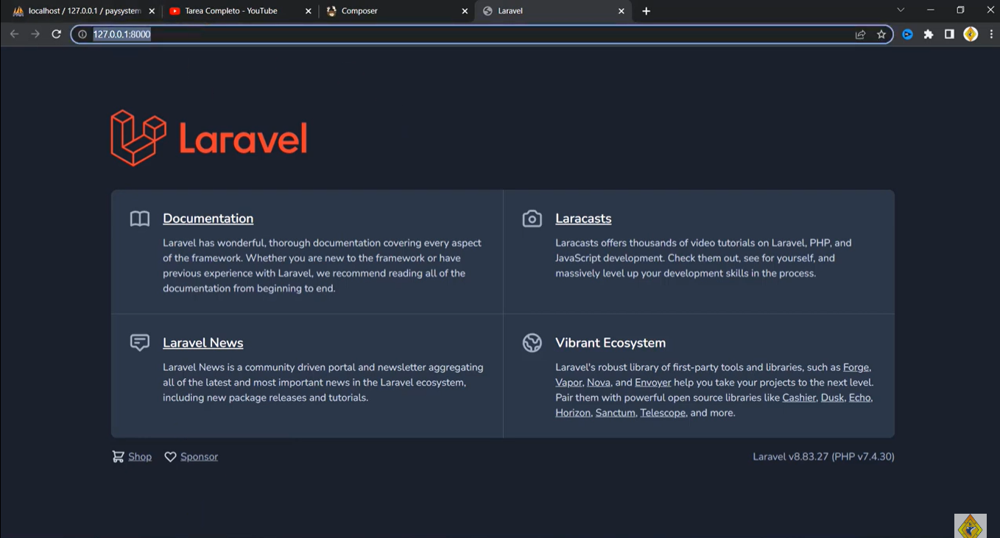 localhost / 127.0.0.1 / paysystem
Tarea Completo - YouTube
Composer
Laravel
127.0.0.1:8000
Laravel
Documentation
Laravel has wonderful, thorough documentation covering every aspect
of the framework. Whether you are new to the framework or have
previous experience with Laravel, we recommend reading all of the
documentation from beginning to end.
Laracasts
Laracasts offers thousands of video tutorials on Laravel, PHP, and
JavaScript development. Check them out, see for yourself, and
massively level up your development skills in the process.
Laravel News
Laravel News is a community driven portal and newsletter aggregating
all of the latest and most important news in the Laravel ecosystem,
including new package releases and tutorials.
Vibrant Ecosystem
Laravel's robust library of first-party tools and libraries, such as Forge,
Vapor, Nova, and Envoyer help you take your projects to the next level.
Pair them with powerful open source libraries like Cashier, Dusk, Echo,
Horizon, Sanctum, Telescope, and more.
Shop
Sponsor
Laravel v8.83.27 (PHP v7.4.30)